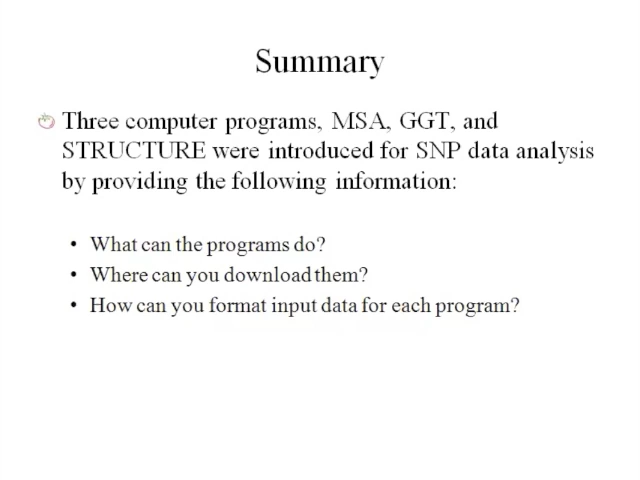 Summary
Three computer programs, MSA, GGT, and
STRUCTURE were introduced for SNP data analysis
by providing the following information:
• What can the programs do?
• Where can you download them?
• How can you format input data for each program?